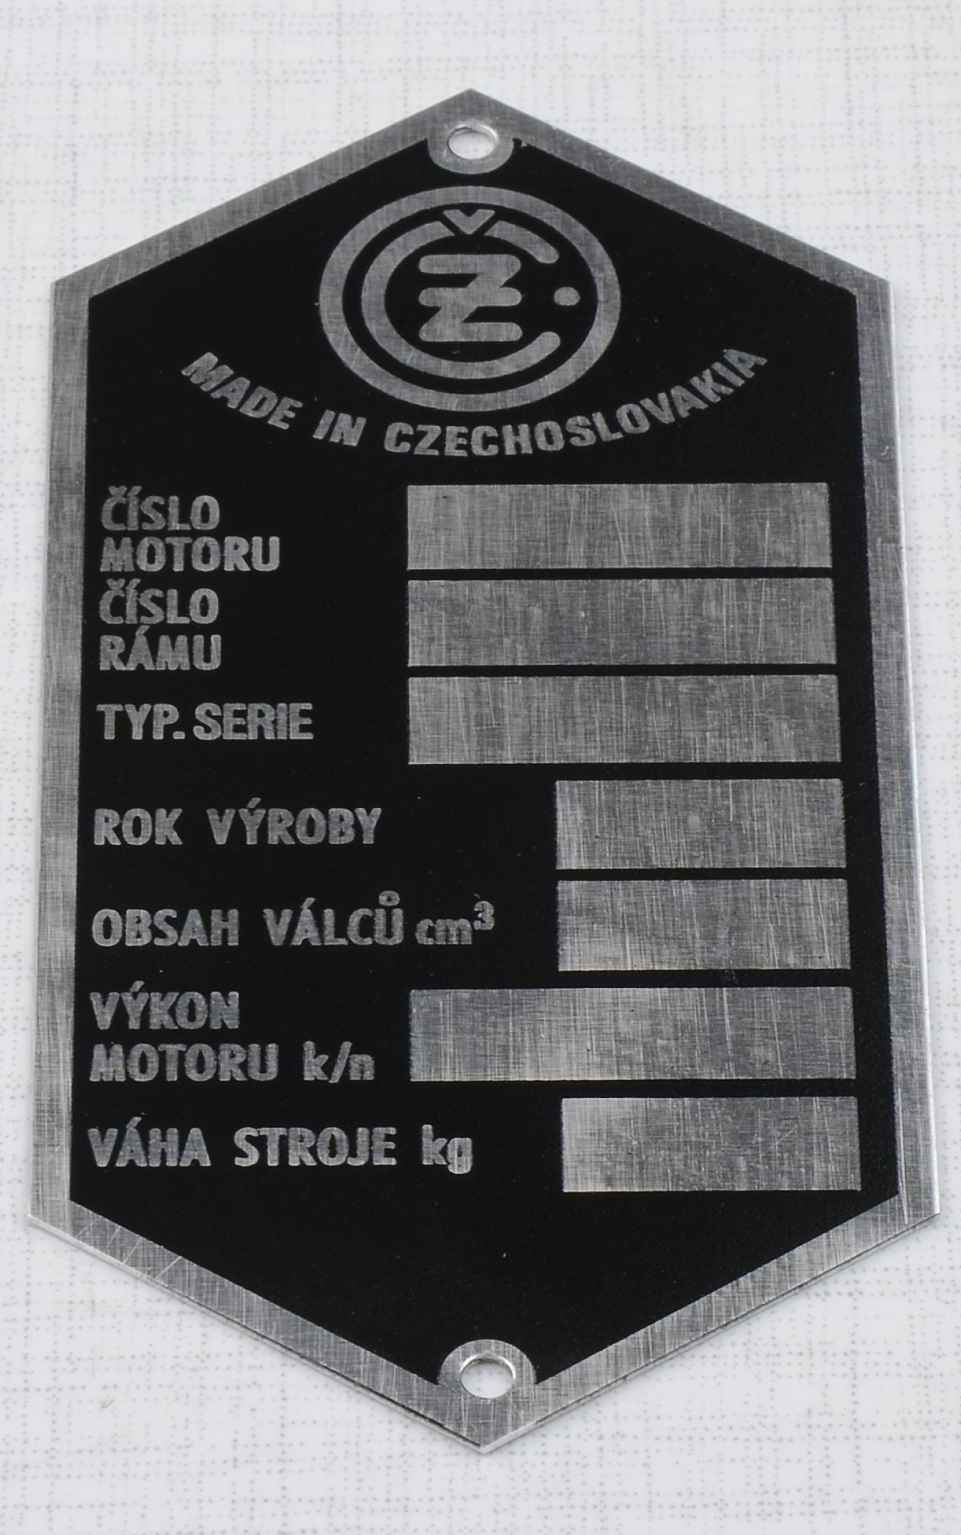 ČZ
MADE IN CZECHOSLOVAKIA
ČÍSLO
MOTORU
ČÍSLO
RÁMU
TYP. SERIE
ROK VÝROBY
OBSAH VÁLCŮ cm³
VÝKON
MOTORU k/n
VÁHA STROJE kg